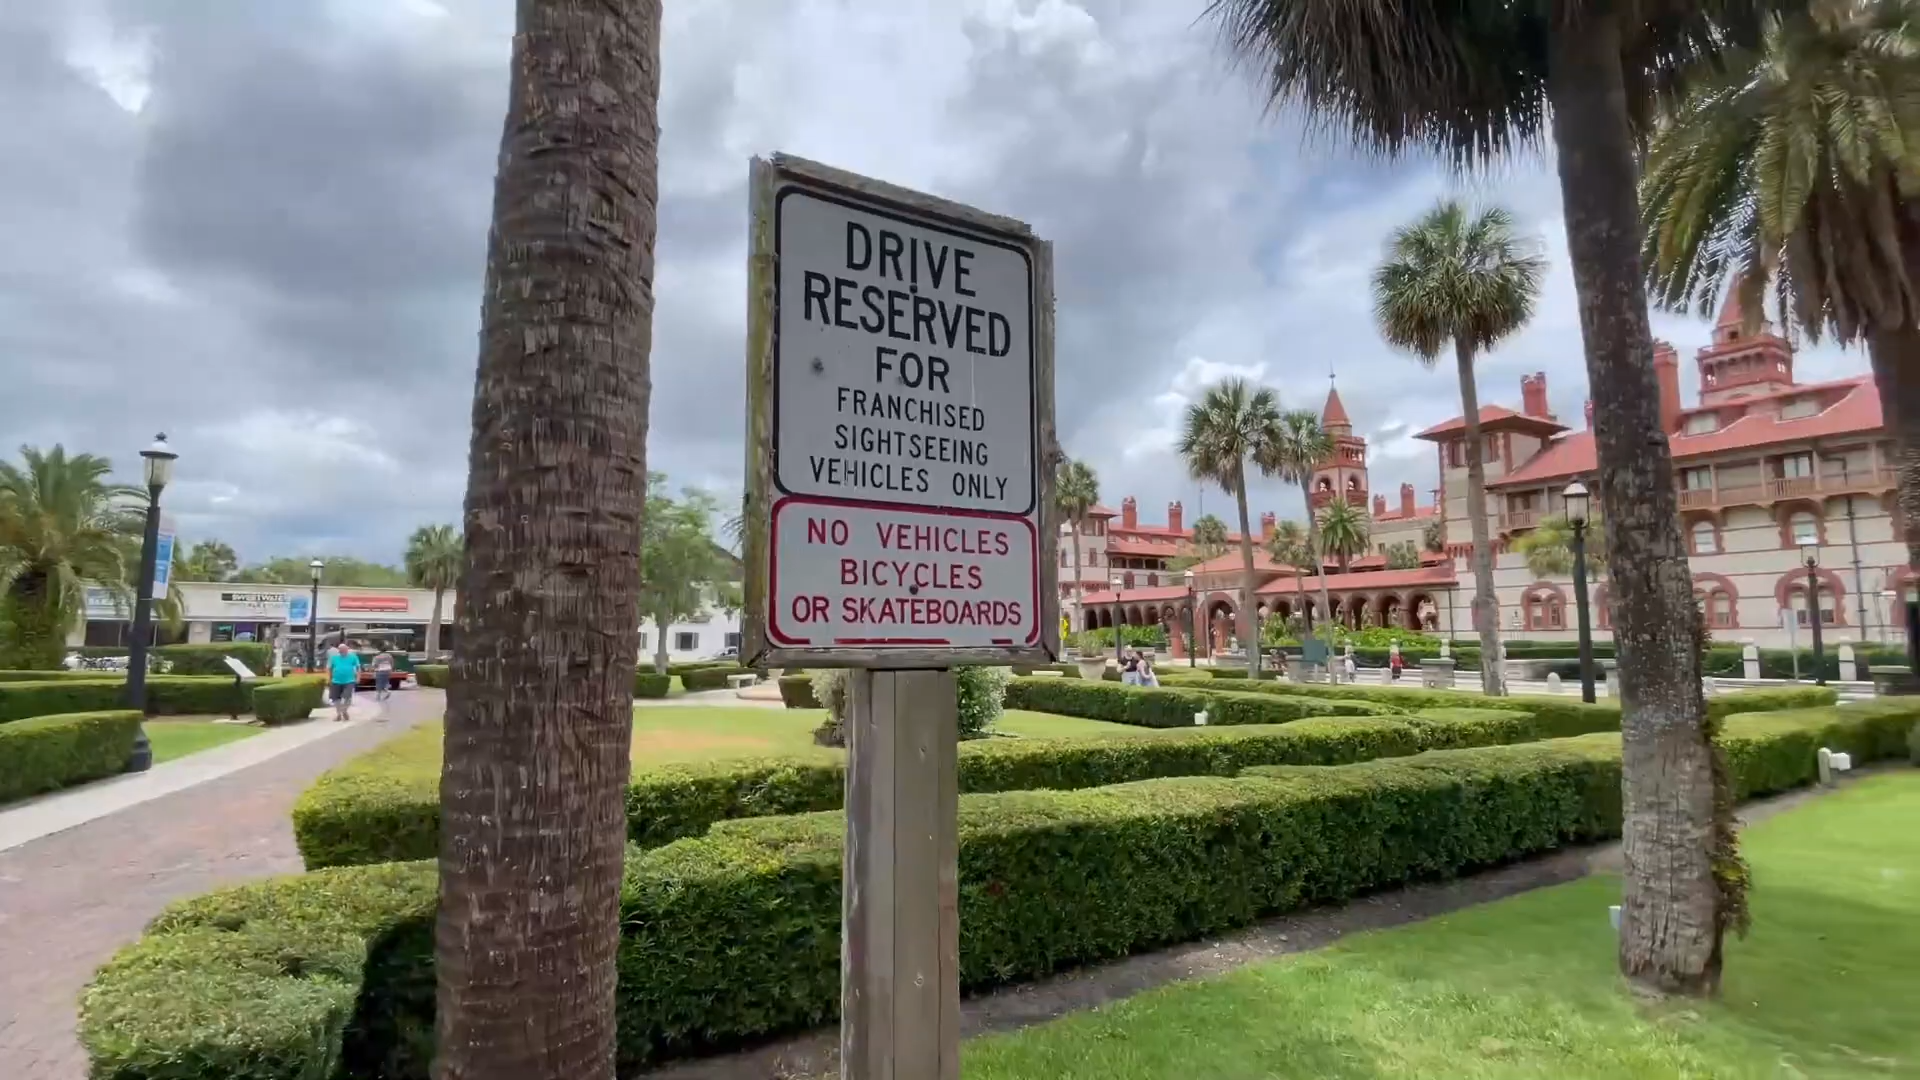 DRIVE
RESERVED
FOR
FRANCHISED
SIGHTSEEING
VEHICLES ONLY
NO VEHICLES
BICYCLES
OR SKATEBOARDS